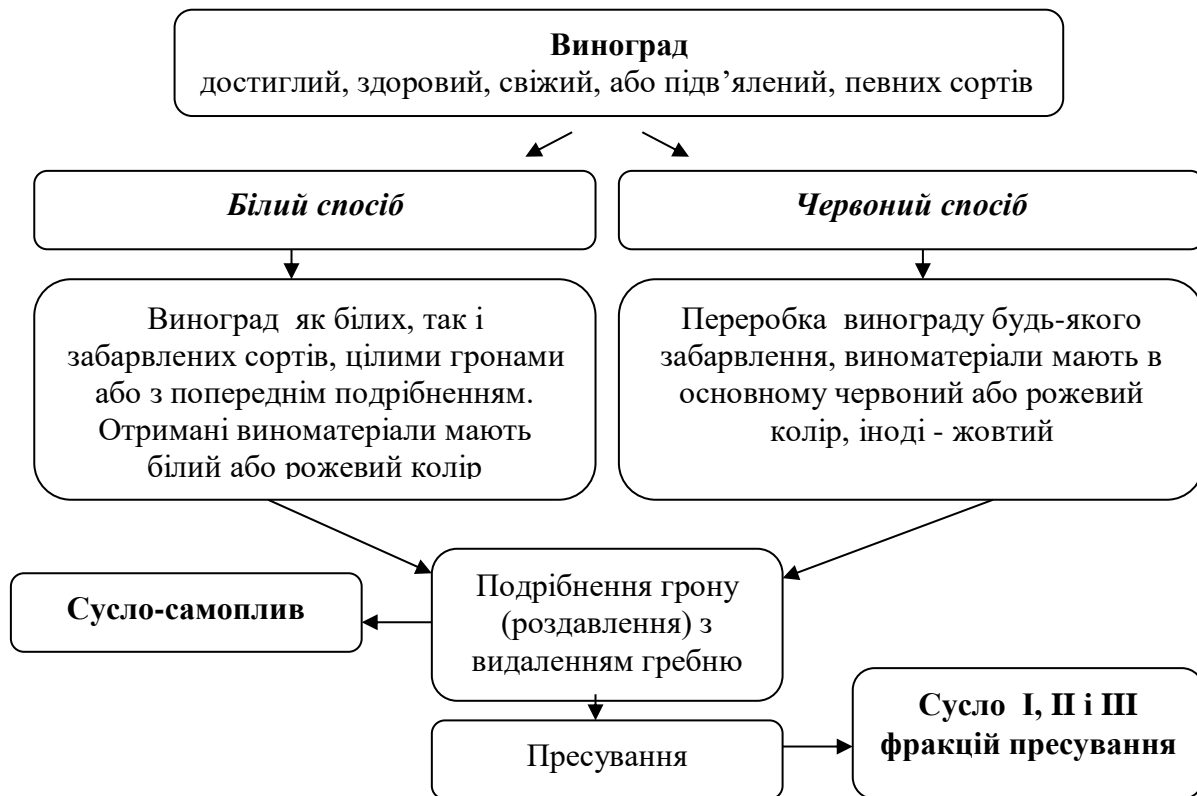 Виноград
достиглий, здоровий, свіжий, або підв’ялений, певних сортів
Білий спосіб
Червоний спосіб
Виноград як білих, так і
забарвлених сортів, цілими гронами
або з попереднім подрібненням.
Отримані виноматеріали мають
білий або рожевий колір
Переробка винограду будь-якого
забарвлення, виноматеріали мають в
основному червоний або рожевий
колір, іноді - жовтий
Сусло-самоплив
Подрібнення грону
(роздавлення) з
видаленням гребню
Пресування
Сусло I, II і III
фракцій пресування